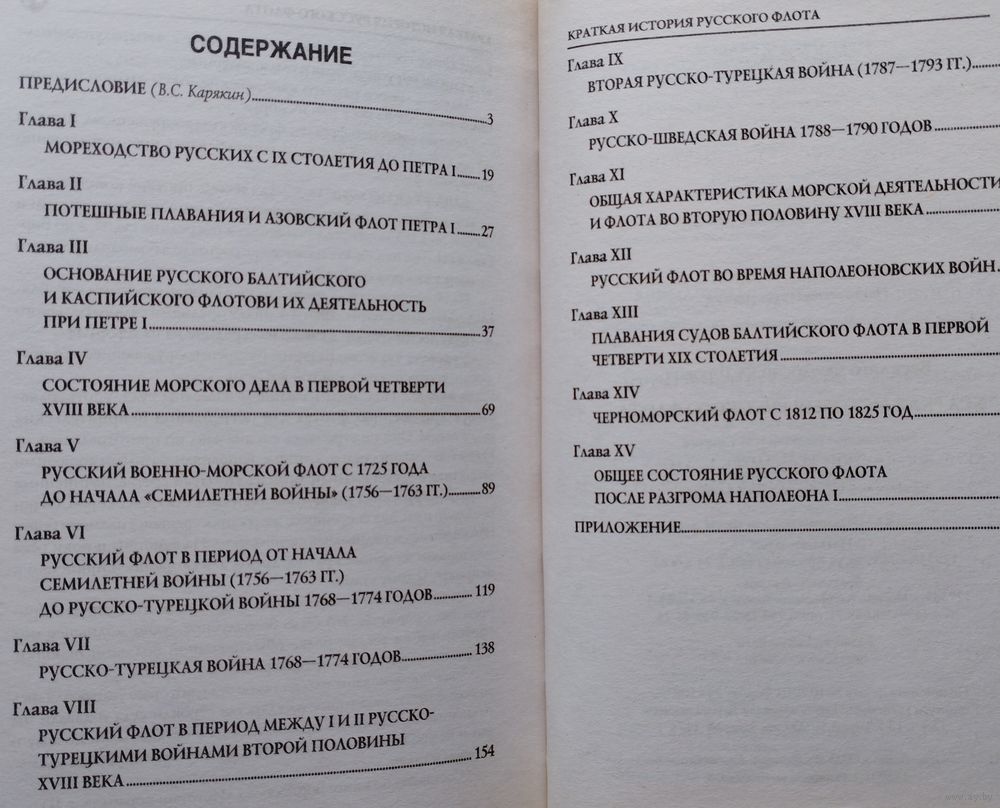 СОДЕРЖАНИЕ
ПРЕДИСЛОВИЕ (В.С. Карякин)..........3
Глава I
МОРЕХОДСТВО РУССКИХ С IX СТОЛЕТИЯ ДО ПЕТРА I.......19
Глава II
ПОТЕШНЫЕ ПЛАВАНИЯ И АЗОВСКИЙ ФЛОТ ПЕТРА I.......27
Глава III
ОСНОВАНИЕ РУССКОГО БАЛТИЙСКОГО
И КАСПИЙСКОГО ФЛОТОВИ ИХ ДЕЯТЕЛЬНОСТЬ
ПРИ ПЕТРЕ I..........37
Глава IV
СОСТОЯНИЕ МОРСКОГО ДЕЛА В ПЕРВОЙ ЧЕТВЕРТИ
XVIII ВЕКА..........69
Глава V
РУССКИЙ ВОЕННО-МОРСКОЙ ФЛОТ С 1725 ГОДА
ДО НАЧАЛА «СЕМИЛЕТНЕЙ ВОЙНЫ» (1756—1763 ГГ.).........89
Глава VI
РУССКИЙ ФЛОТ В ПЕРИОД ОТ НАЧАЛА
СЕМИЛЕТНЕЙ ВОЙНЫ (1756—1763 ГГ.)
ДО РУССКО-ТУРЕЦКОЙ ВОЙНЫ 1768—1774 ГОДОВ.......... 119
Глава VII
РУССКО-ТУРЕЦКАЯ ВОЙНА 1768—1774 ГОДОВ.......... 138
Глава VIII
РУССКИЙ ФЛОТ В ПЕРИОД МЕЖДУ I И II РУССКО-
ТУРЕЦКИМИ ВОЙНАМИ ВТОРОЙ ПОЛОВИНЫ
XVIII ВЕКА.......... 154
КРАТКАЯ ИСТОРИЯ РУССКОГО ФЛОТА
Глава IX
ВТОРАЯ РУССКО-ТУРЕЦКАЯ ВОЙНА (1787—1793 ГГ.).......
Глава X
РУССКО-ШВЕДСКАЯ ВОЙНА 1788—1790 ГОДОВ..........
Глава XI
ОБЩАЯ ХАРАКТЕРИСТИКА МОРСКОЙ ДЕЯТЕЛЬНОСТИ
И ФЛОТА ВО ВТОРУЮ ПОЛОВИНУ XVIII ВЕКА..........
Глава XII
РУССКИЙ ФЛОТ ВО ВРЕМЯ НАПОЛЕОНОВСКИХ ВОЙН.
Глава XIII
ПЛАВАНИЯ СУДОВ БАЛТИЙСКОГО ФЛОТА В ПЕРВОЙ
ЧЕТВЕРТИ XIX СТОЛЕТИЯ..........
Глава XIV
ЧЕРНОМОРСКИЙ ФЛОТ С 1812 ПО 1825 ГОД..........
Глава XV
ОБЩЕЕ СОСТОЯНИЕ РУССКОГО ФЛОТА
ПОСЛЕ РАЗГРОМА НАПОЛЕОНА I..........
ПРИЛОЖЕНИЕ..........